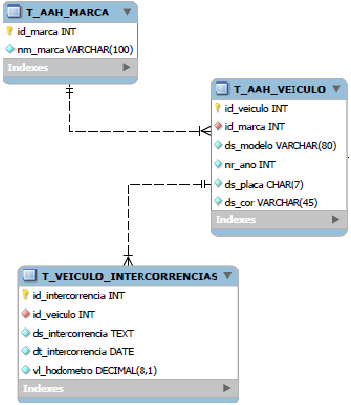 T_AAH_MARCA
id_marca INT
nm_marca VARCHAR(100)
Indexes
T_AAH_VEICULO
id_veiculo INT
id_marca INT
ds_modelo VARCHAR(80)
nr_ano INT
ds_placa CHAR(7)
ds_cor VARCHAR(45)
Indexes
T_VEICULO_INTERCORRENCIAS
id_intercorrencia INT
id_veiculo INT
ds_intercorrencia TEXT
dt_intercorrencia DATE
vl_hodometro DECIMAL(8,1)
Indexes